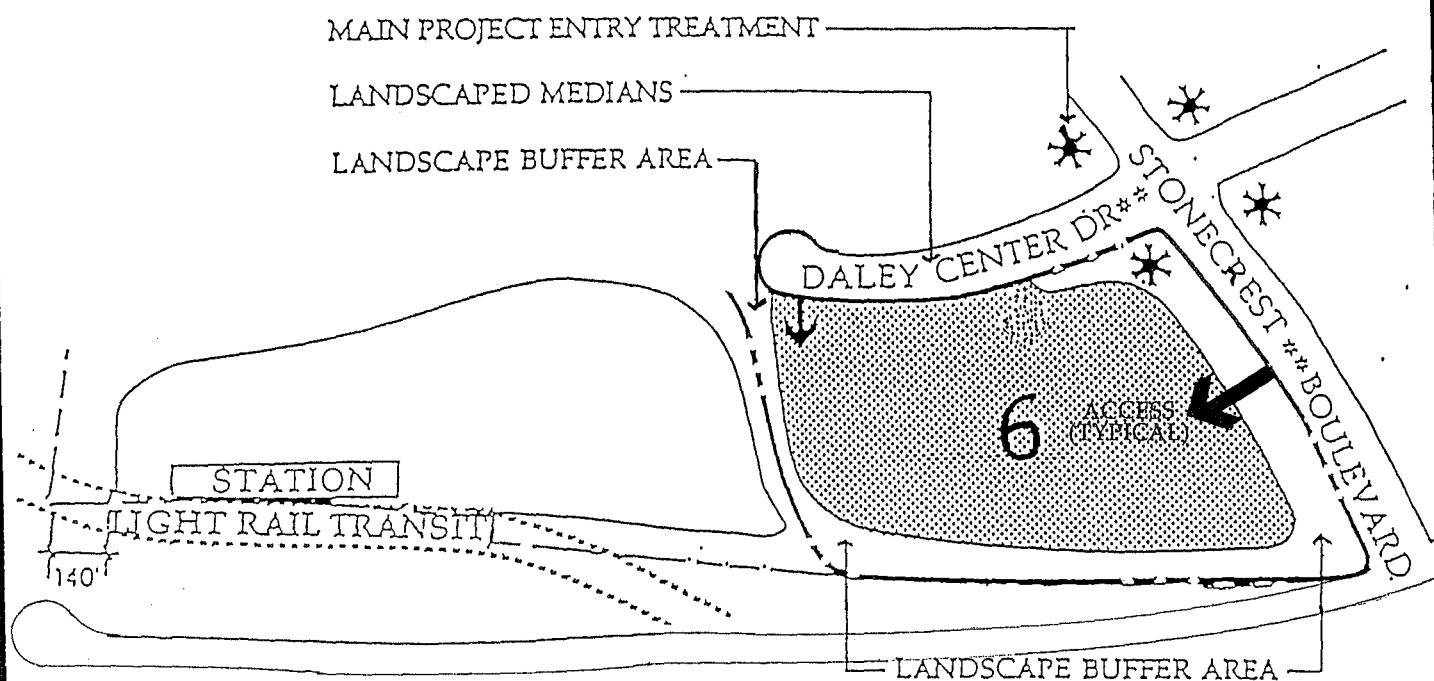 MAIN PROJECT ENTRY TREATMENT
LANDSCAPED MEDIANS
LANDSCAPE BUFFER AREA
DALEY CENTER DR**
STONECREST ** BOULEVARD
6
ACCESS
(TYPICAL)
STATION
LIGHT RAIL TRANSIT
140'
LANDSCAPE BUFFER AREA